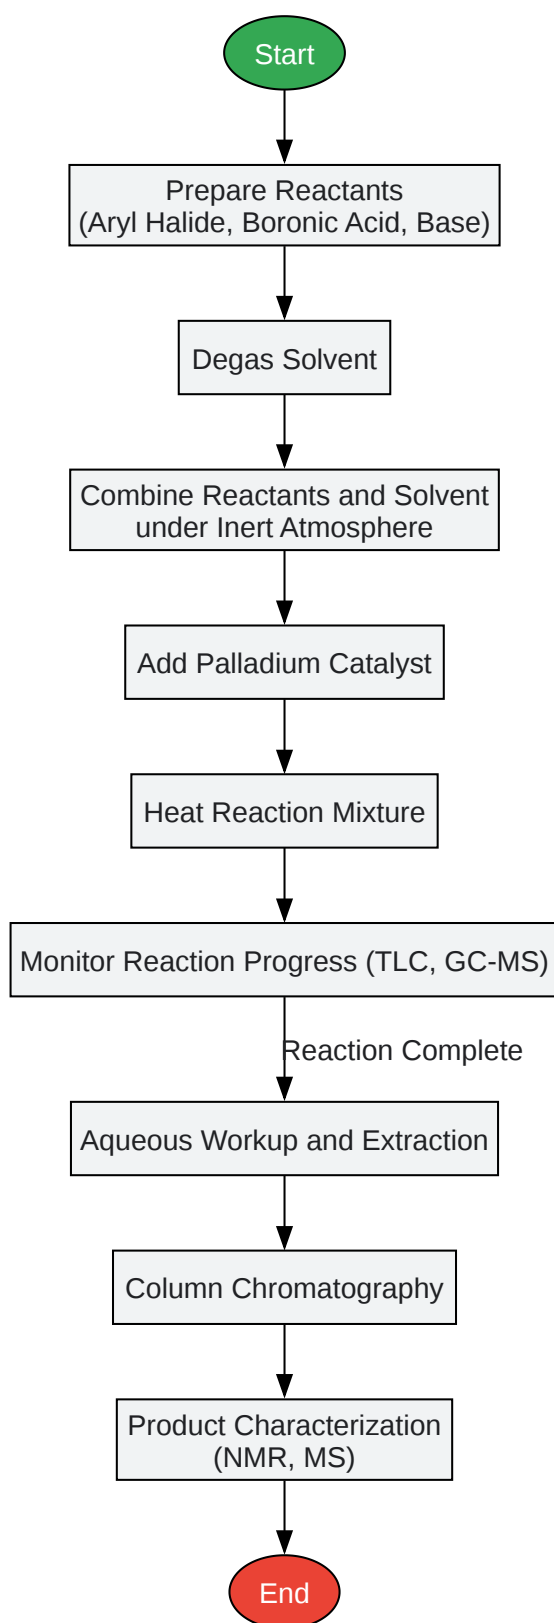 Start
Prepare Reactants
(Aryl Halide, Boronic Acid, Base)
Degas Solvent
Combine Reactants and Solvent
under Inert Atmosphere
Add Palladium Catalyst
Heat Reaction Mixture
Monitor Reaction Progress (TLC, GC-MS)
Reaction Complete
Aqueous Workup and Extraction
Column Chromatography
Product Characterization
(NMR, MS)
End